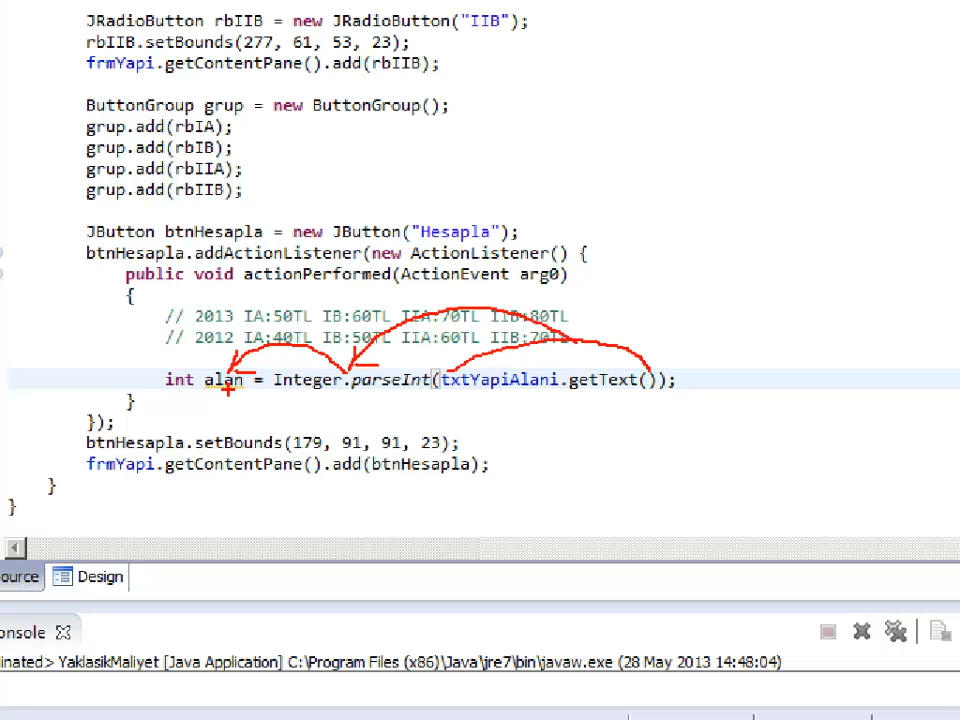 JRadioButton rbIIB = new JRadioButton("IIB");
rbIIB.setBounds(277, 61, 53, 23);
frmYapi.getContentPane().add(rbIIB);
ButtonGroup grup = new ButtonGroup();
grup.add(rbIA);
grup.add(rbIB);
grup.add(rbIIA);
grup.add(rbIIB);
JButton btnHesapla = new JButton("Hesapla");
btnHesapla.addActionListener(new ActionListener() {
public void actionPerformed(ActionEvent arg0)
{
// 2013 IA:50TL IB:60TL IIA:70TL IIB:80TL
// 2012 IA:40TL IB:50TL IIA:60TL IIB:70TL
int alan = Integer.parseInt(txtYapiAlani.getText());
}
});
btnHesapla.setBounds(179, 91, 91, 23);
frmYapi.getContentPane().add(btnHesapla);
}
}
ource Design
onsole
inated> YaklasikMaliyet [Java Application] C:\Program Files (x86)\Java\jre7\bin\javaw.exe (28 May 2013 14:48:04)